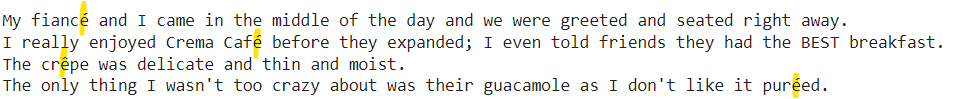 My fiancé and I came in the middle of the day and we were greeted and seated right away.
I really enjoyed Crema Café before they expanded; I even told friends they had the BEST breakfast.
The crêpe was delicate and thin and moist.
The only thing I wasn't too crazy about was their guacamole as I don't like it puréed.